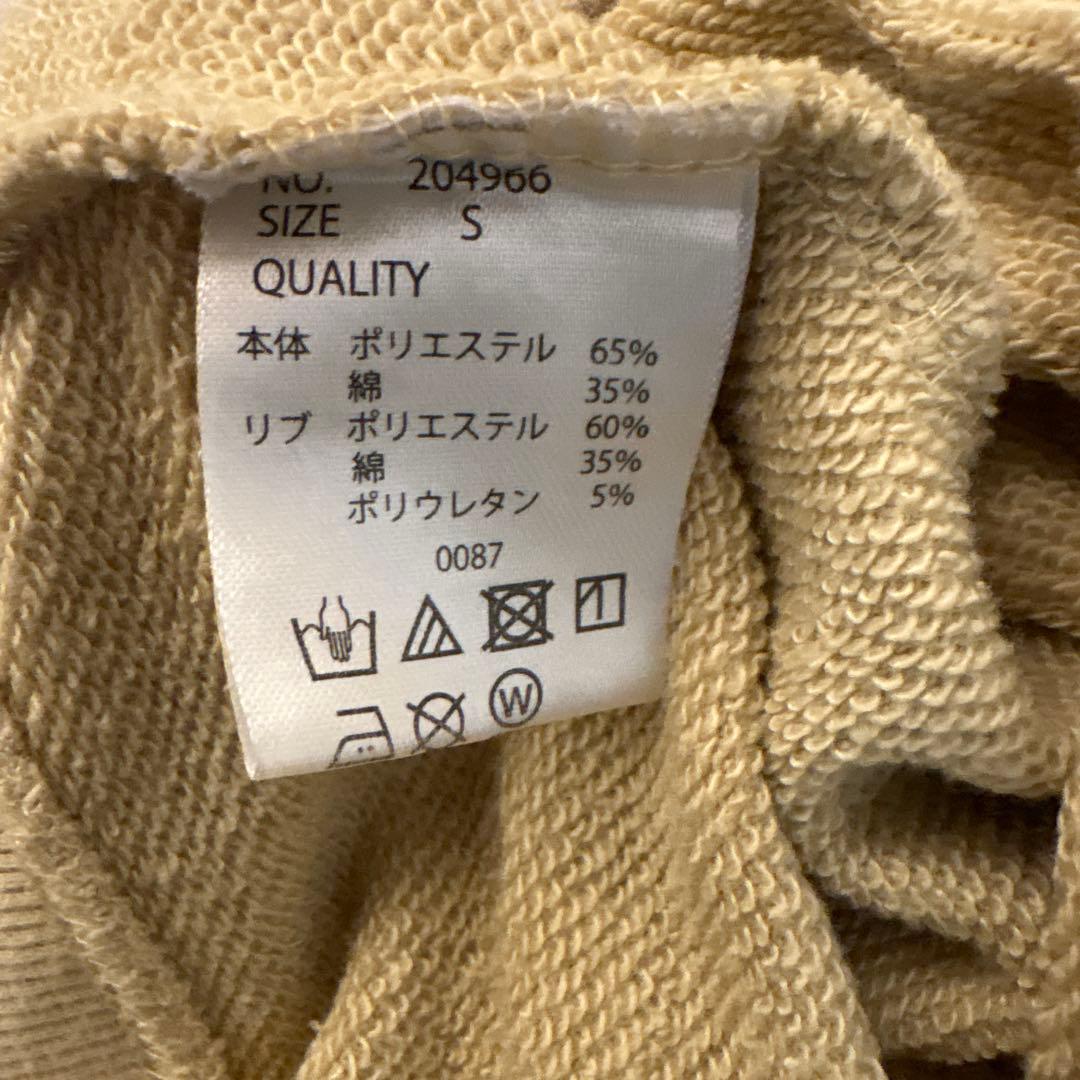 NO. 204966
SIZE S
QUALITY
本体 ポリエステル 65%
綿 35%
リブ ポリエステル 60%
綿 35%
ポリウレタン 5%
0087
W